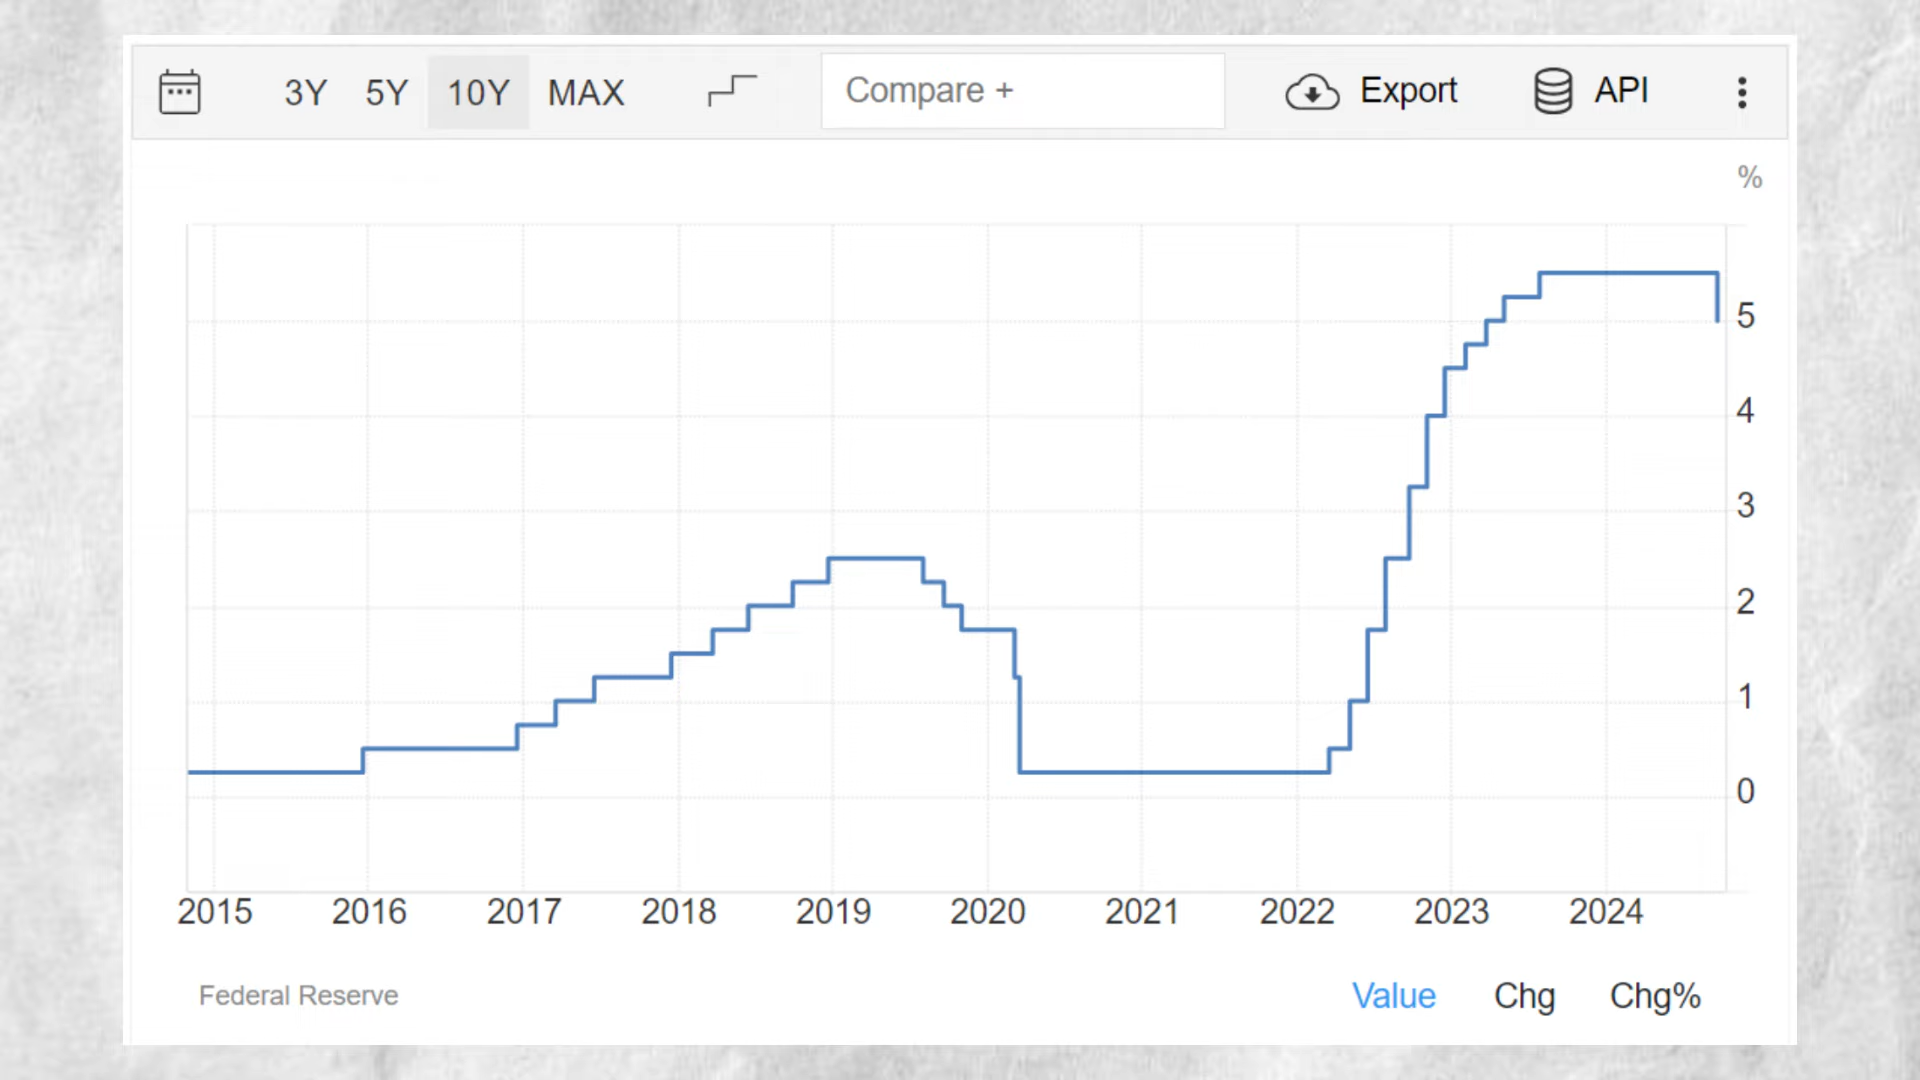 3Y 5Y 10Y MAX Compare + Export API
%
5
4
3
2
1
0
2015 2016 2017 2018 2019 2020 2021 2022 2023 2024
Federal Reserve Value Chg Chg%